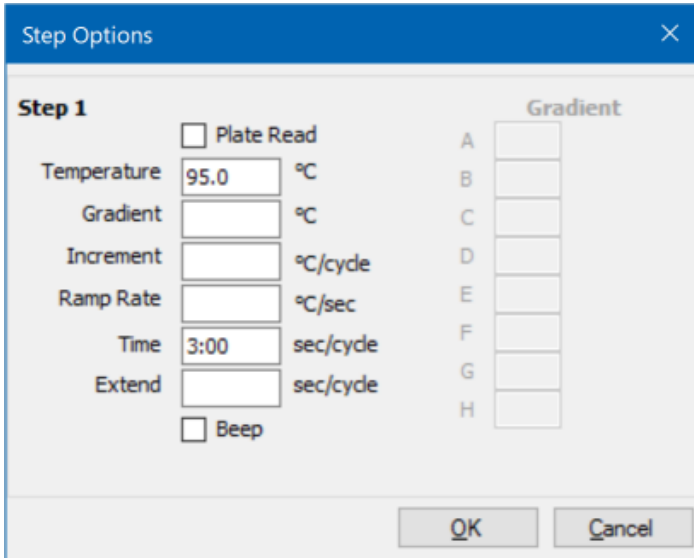 Step Options
Step 1
Gradient
Plate Read
Temperature 95.0 °C
Gradient °C
Increment °C/cycle
Ramp Rate °C/sec
Time 3:00 sec/cycle
Extend sec/cycle
Beep
A
B
C
D
E
F
G
H
OK Cancel